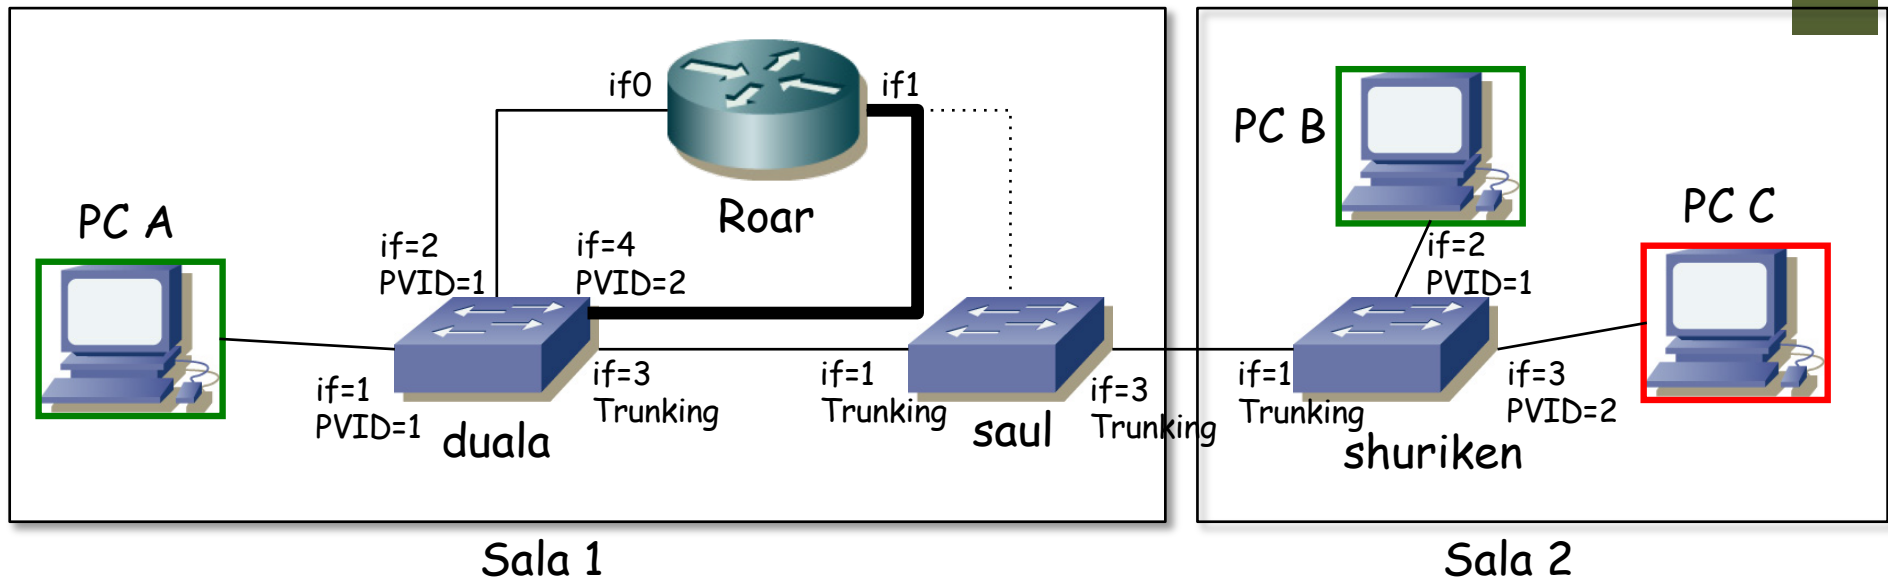 if0
if1
Roar
PC A
if=2
PVID=1
if=4
PVID=2
if=1
PVID=1
duala
if=3
Trunking
if=1
Trunking
saul
if=3
Trunking
Sala 1
PC B
PC C
if=2
PVID=1
if=1
Trunking
if=3
PVID=2
shuriken
Sala 2